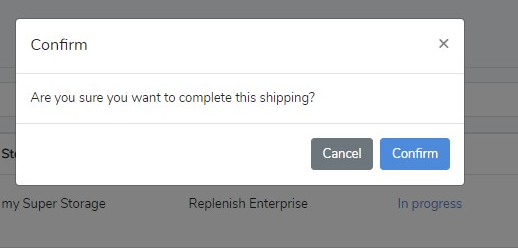 Confirm
×
Are you sure you want to complete this shipping?
Cancel Confirm
my Super Storage Replenish Enterprise In progress